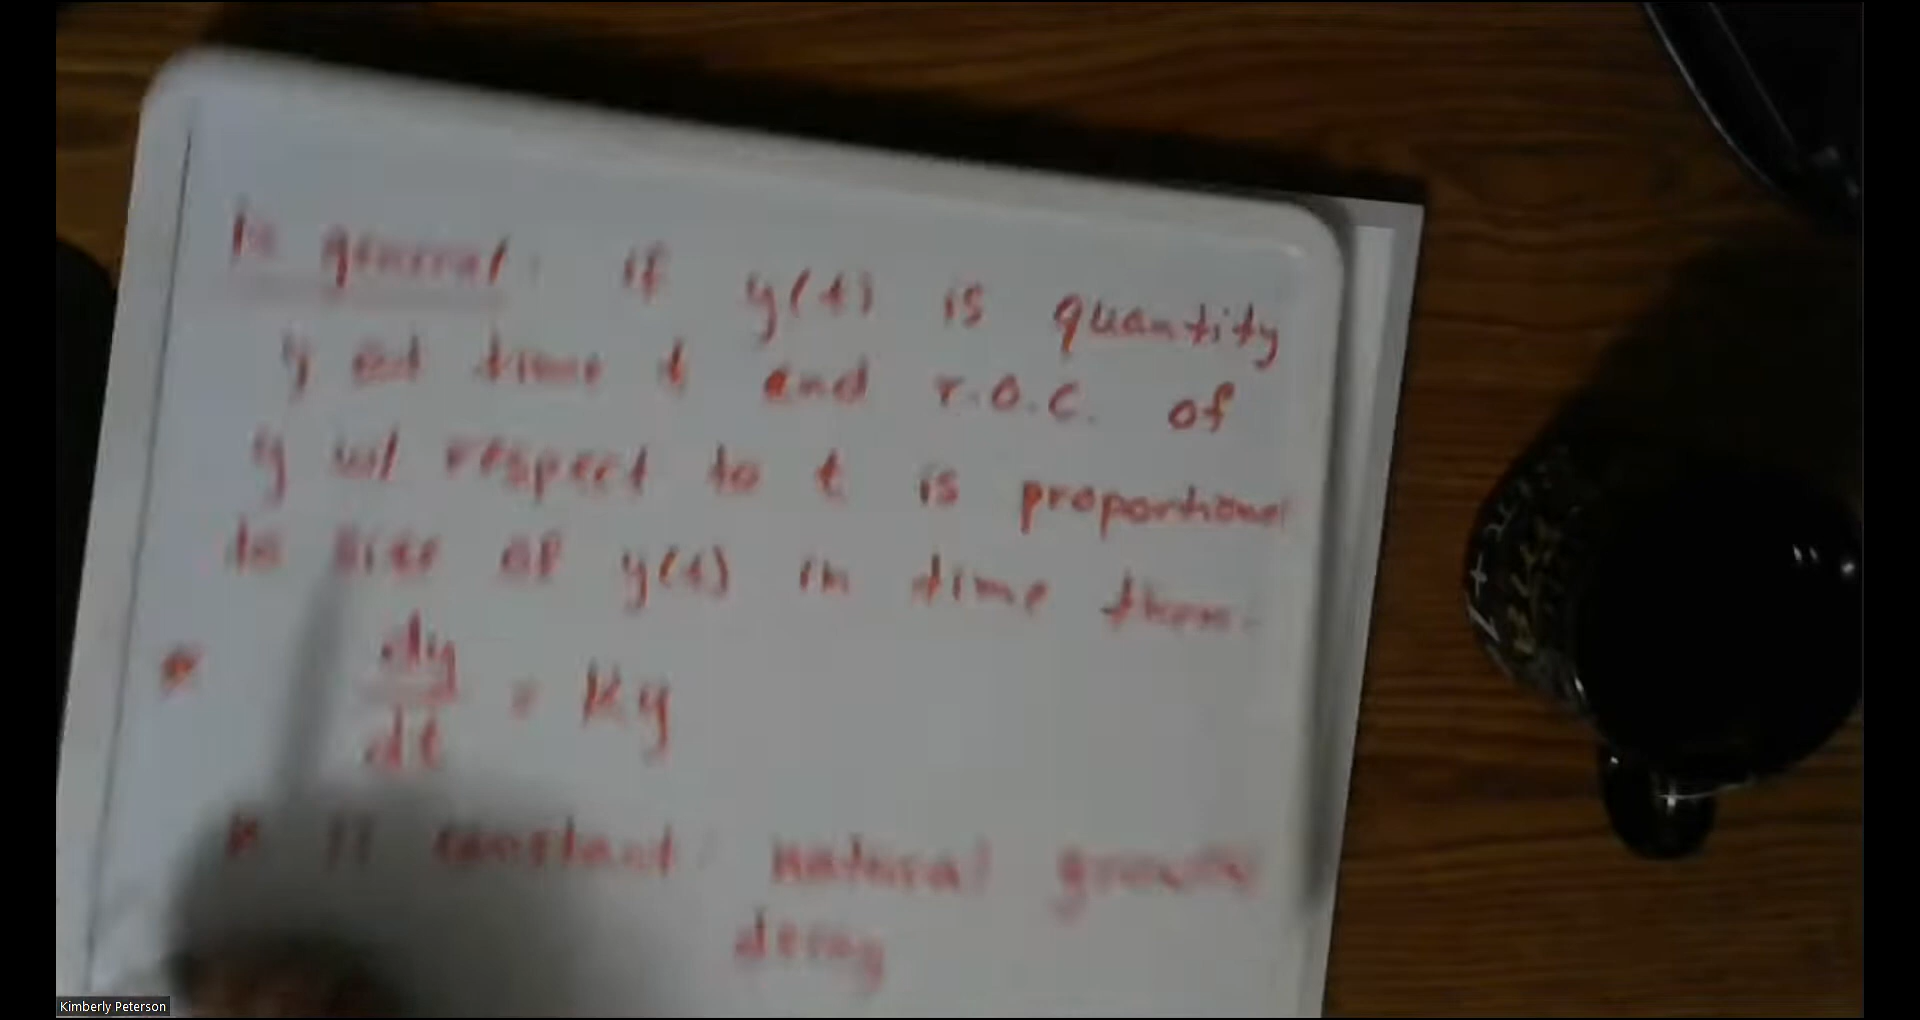 In general: if y(t) is quantity
y at time t and r.o.c. of
y w/ respect to t is proportional
to size of y(t) in time then:
* dy/dt = Ky
K is constant: natural growth
decay
Kimberly Peterson